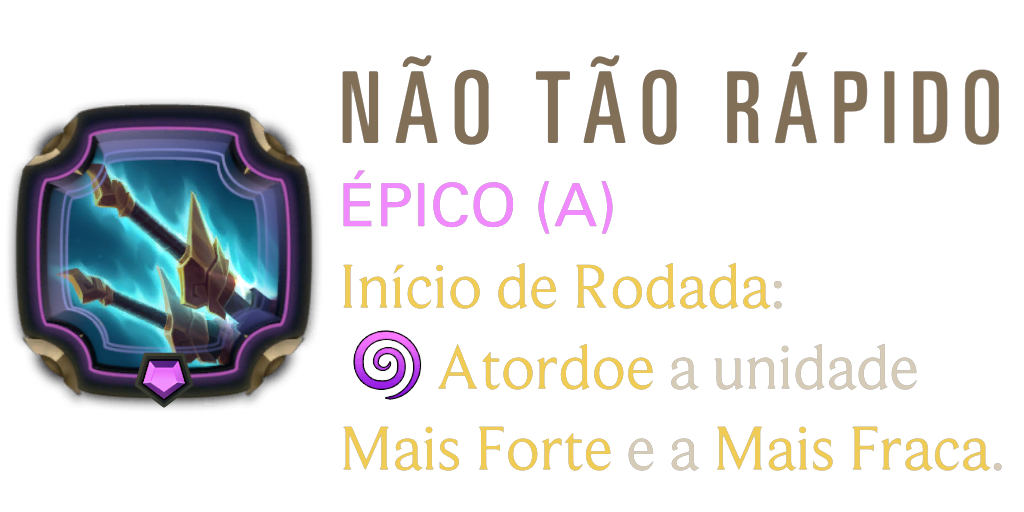 NÃO TÃO RÁPIDO
ÉPICO (A)
Início de Rodada:
Atordoe a unidade
Mais Forte e a Mais Fraca.